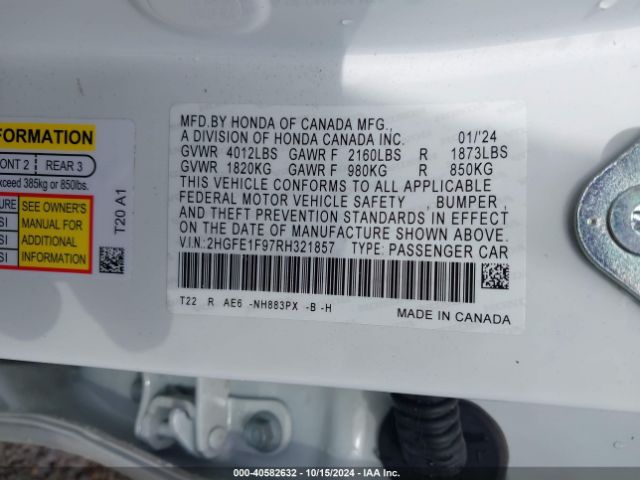 FORMATION
ONT 2 REAR 3
xceed 385kg or 850lbs.
URE SEE OWNER'S
SI MANUAL FOR
SI ADDITIONAL
SI INFORMATION
T20 A1
MFD.BY HONDA OF CANADA MFG.,
A DIVISION OF HONDA CANADA INC. 01/'24
GVWR 4012LBS GAWR F 2160LBS R 1873LBS
GVWR 1820KG GAWR F 980KG R 850KG
THIS VEHICLE CONFORMS TO ALL APPLICABLE
FEDERAL MOTOR VEHICLE SAFETY , BUMPER,
AND THEFT PREVENTION STANDARDS IN EFFECT
ON THE DATE OF MANUFACTURE SHOWN ABOVE.
VIN:2HGFE1F97RH321857 TYPE: PASSENGER CAR
T22 R AE6 -NH883PX -B -H
MADE IN CANADA
000-40582632 - 10/15/2024 - IAA Inc.